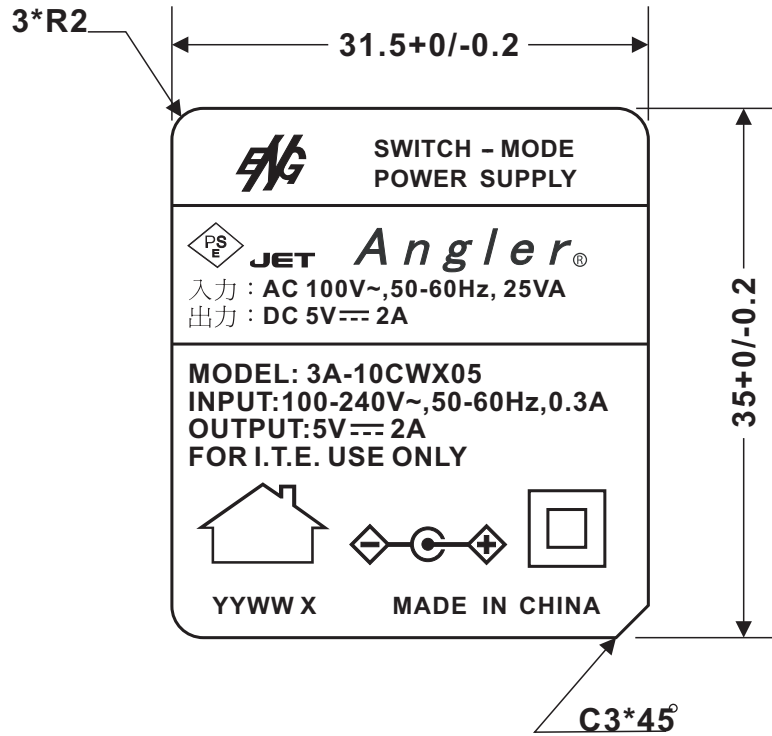 3*R2
31.5+0/-0.2
ENG
SWITCH – MODE
POWER SUPPLY
PS
E
JET
Angler®
入力：AC 100V~,50-60Hz, 25VA
出力：DC 5V⎓ 2A
35+0/-0.2
MODEL: 3A-10CWX05
INPUT:100-240V~,50-60Hz,0.3A
OUTPUT:5V⎓ 2A
FOR I.T.E. USE ONLY
YYWW X
MADE IN CHINA
C3*45°